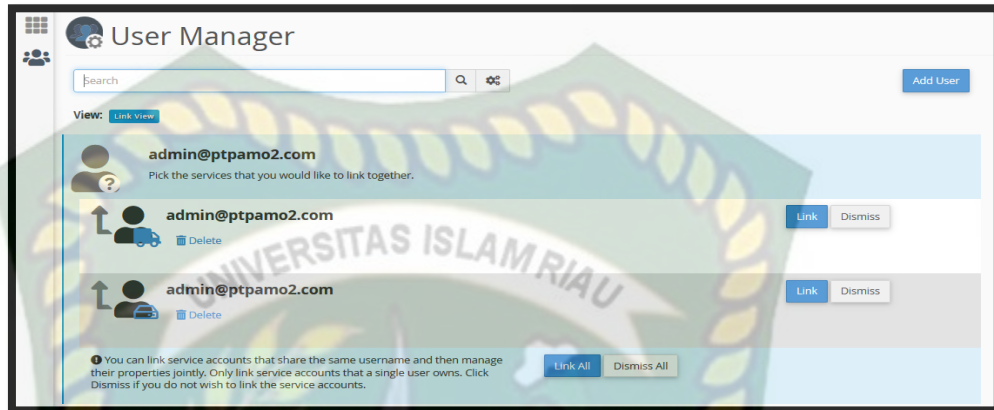 User Manager
Search
Add User
View: Link View
admin@ptpamo2.com
Pick the services that you would like to link together.
admin@ptpamo2.com
Delete
Link Dismiss
admin@ptpamo2.com
Delete
Link Dismiss
UNIVERSITAS ISLAM RIAU
You can link service accounts that share the same username and then manage
their properties jointly. Only link service accounts that a single user owns. Click
Dismiss if you do not wish to link the service accounts.
Link All Dismiss All